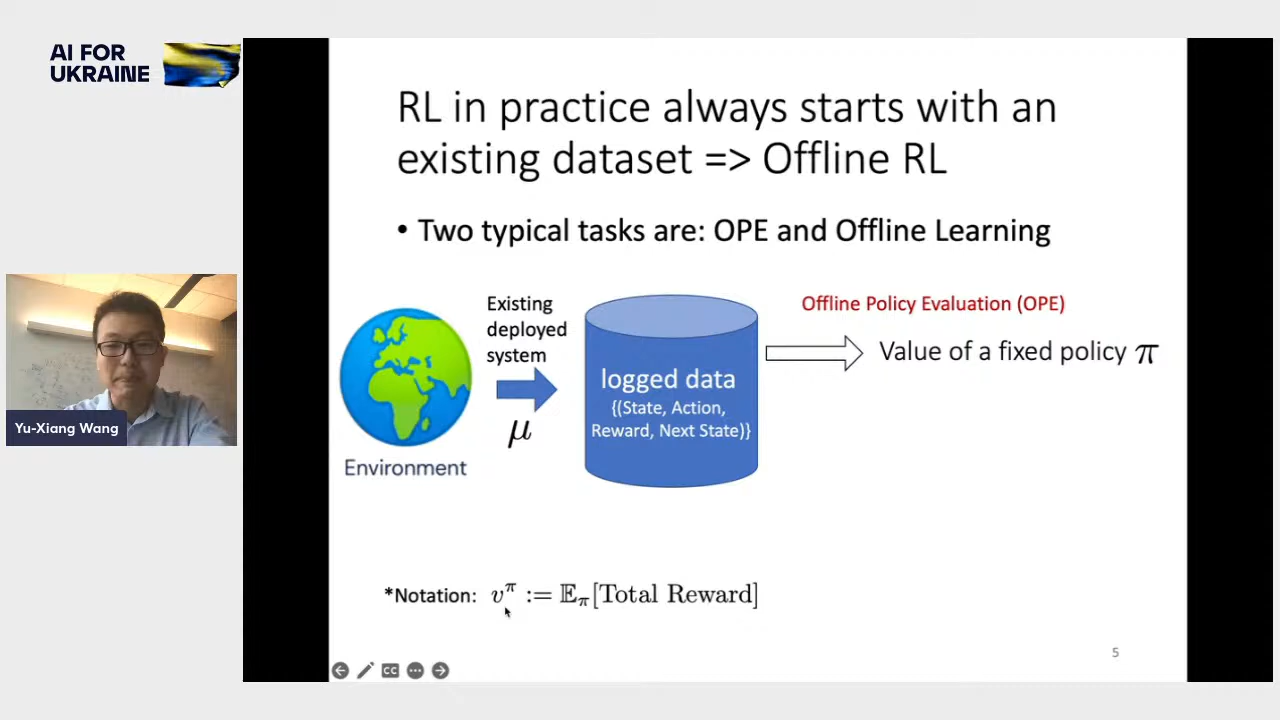 AI FOR
UKRAINE
RL in practice always starts with an
existing dataset => Offline RL
• Two typical tasks are: OPE and Offline Learning
Existing
deployed
system
μ
Environment
logged data
{(State, Action,
Reward, Next State)}
Offline Policy Evaluation (OPE)
Value of a fixed policy π
Yu-Xiang Wang
*Notation: v^π := 𝔼_π[Total Reward]
5
CC